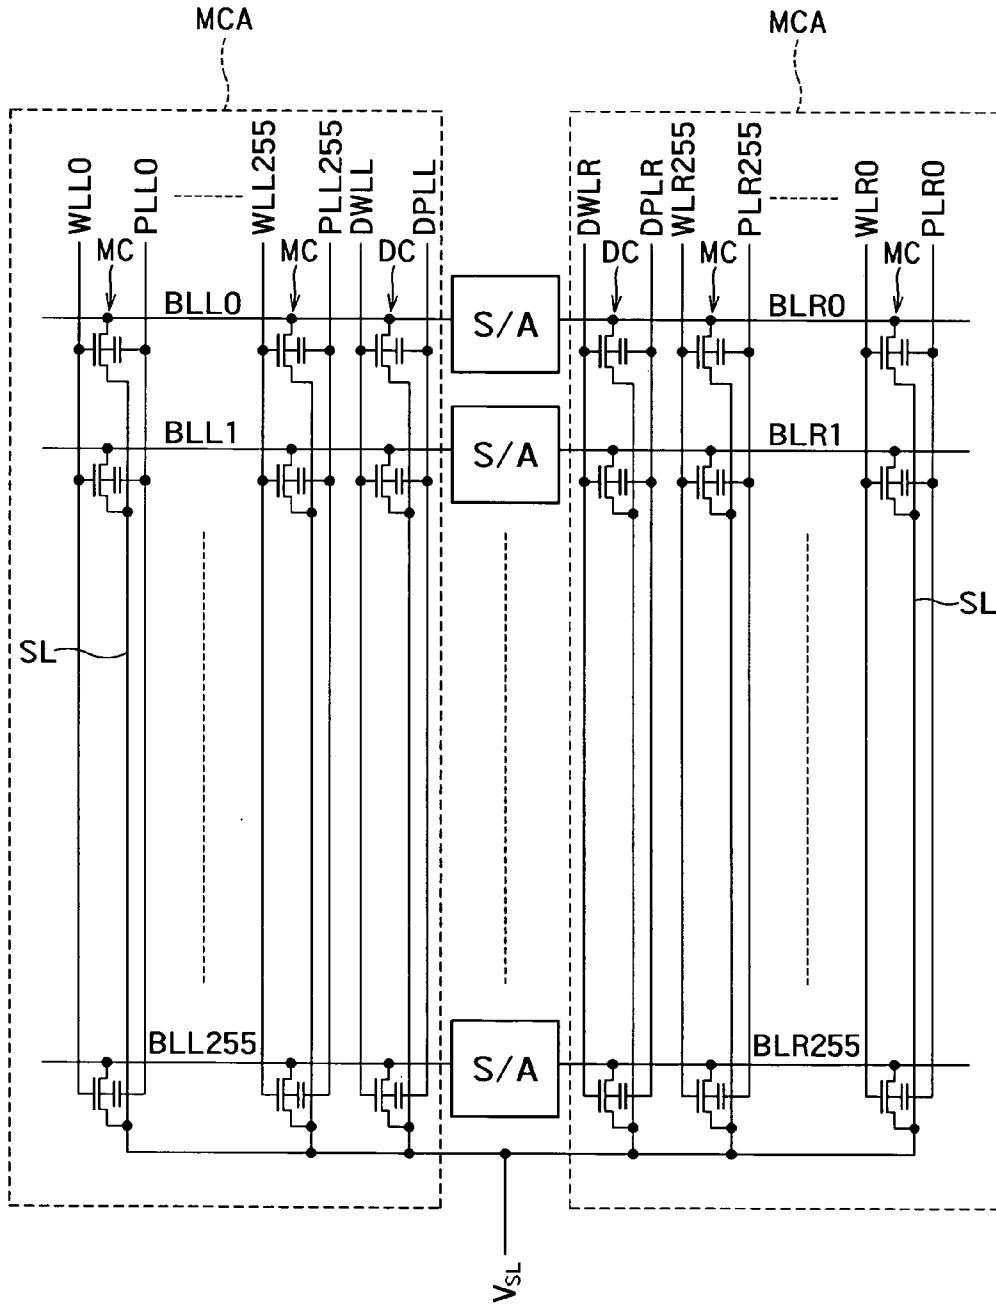 MCA
MCA
WLL0
PLL0
WLL255
PLL255
DWLL
DPLL
DWLR
DPLR
WLR255
PLR255
WLR0
PLR0
MC
MC
DC
DC
MC
MC
BLL0
S/A
BLR0
BLL1
S/A
BLR1
SL
SL
BLL255
S/A
BLR255
VSL